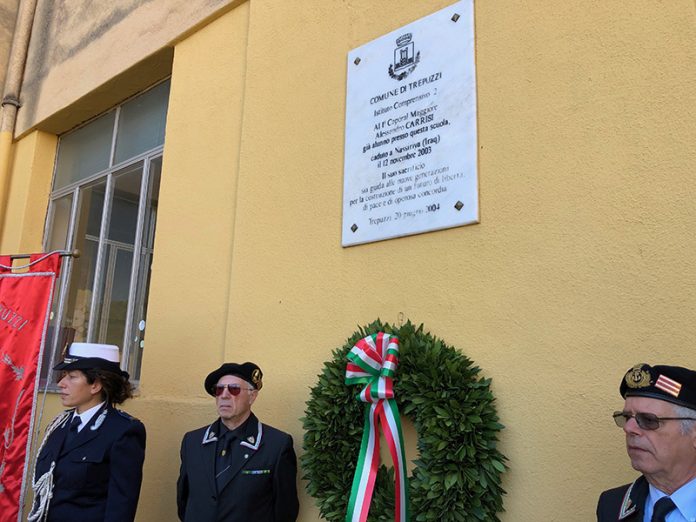 COMUNE DI TREPUZZI
Istituto Comprensivo 2
Al 1° Caporal Maggiore
Alessandro CARRISI
già alunno presso questa scuola,
caduto a Nassiriya (Iraq)
il 12 novembre 2003
Il suo sacrificio
sia guida alle nuove generazioni
per la costruzione di un futuro di libertà,
di pace e di operosa concordia
Trepuzzi, 20 giugno 2004